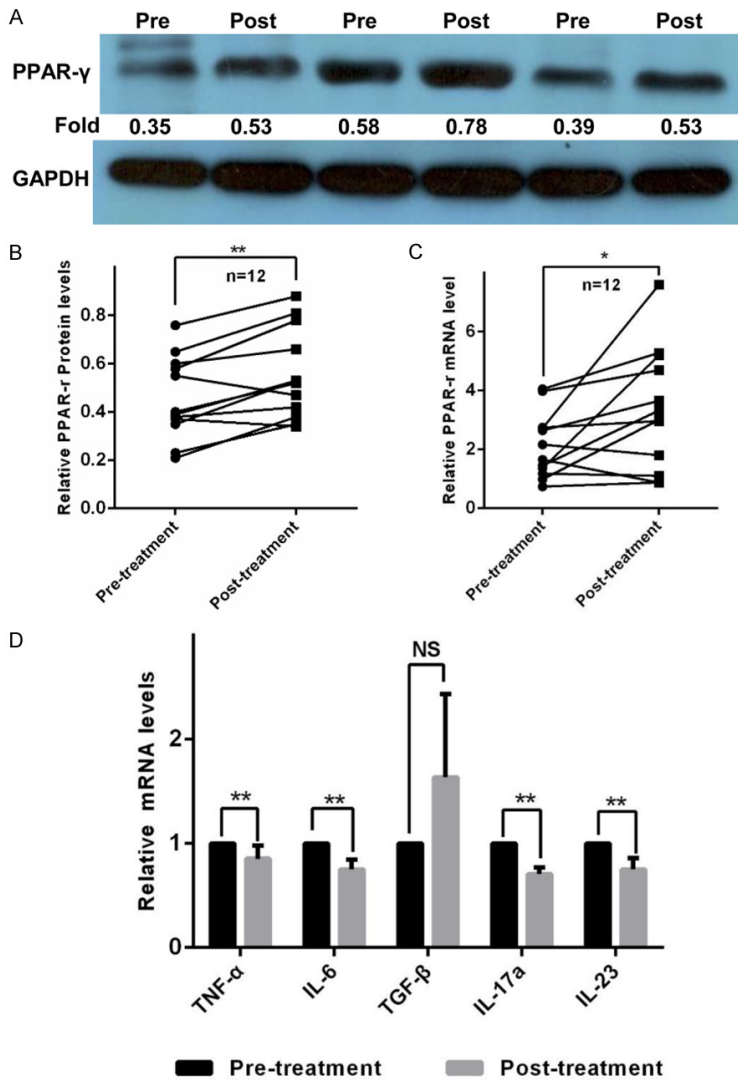 A
Pre Post Pre Post Pre Post
PPAR-γ
Fold 0.35 0.53 0.58 0.78 0.39 0.53
GAPDH
B
**
n=12
Relative PPAR-r Protein levels
0.8
0.6
0.4
0.2
0.0
Pre-treatment
Post-treatment
C
*
n=12
Relative PPAR-r mRNA level
6
4
2
0
Pre-treatment
Post-treatment
D
Relative mRNA levels
2
1
0
** ** NS ** **
TNF-α IL-6 TGF-β IL-17a IL-23
Pre-treatment Post-treatment